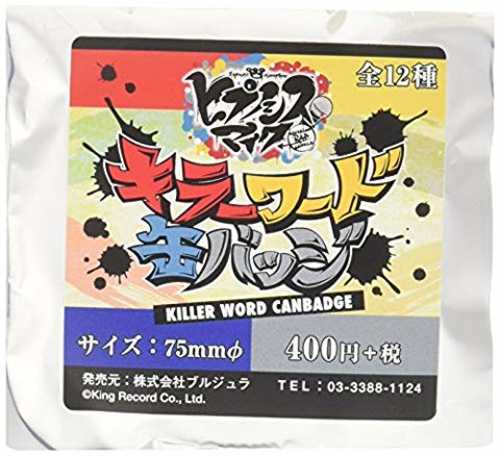 全12種
ヒプノシス
マイク
キラーワード
缶バッジ
KILLER WORD CANBADGE
サイズ：75mmφ
400円+税
発売元：株式会社ブルジュラ
TEL：03-3388-1124
©King Record Co., Ltd.